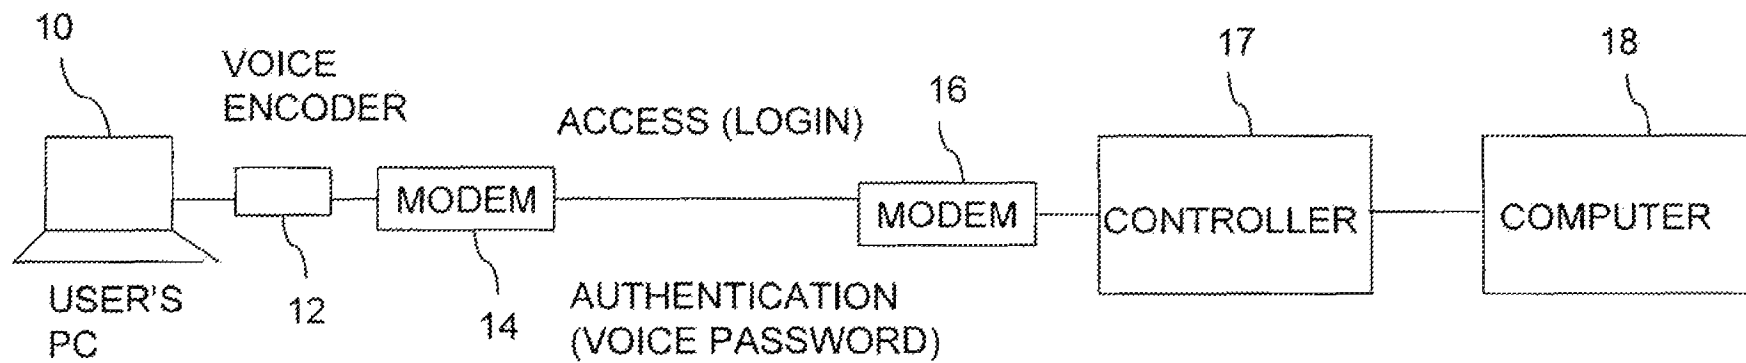 10
VOICE
ENCODER
ACCESS (LOGIN)
16
17
18
MODEM
MODEM
CONTROLLER
COMPUTER
USER'S
PC
12
14
AUTHENTICATION
(VOICE PASSWORD)